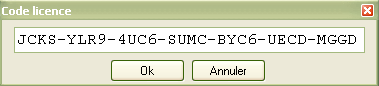 Code licence
JCKS-YLR9-4UC6-SUMC-BYC6-UECD-MGGD
Ok Annuler